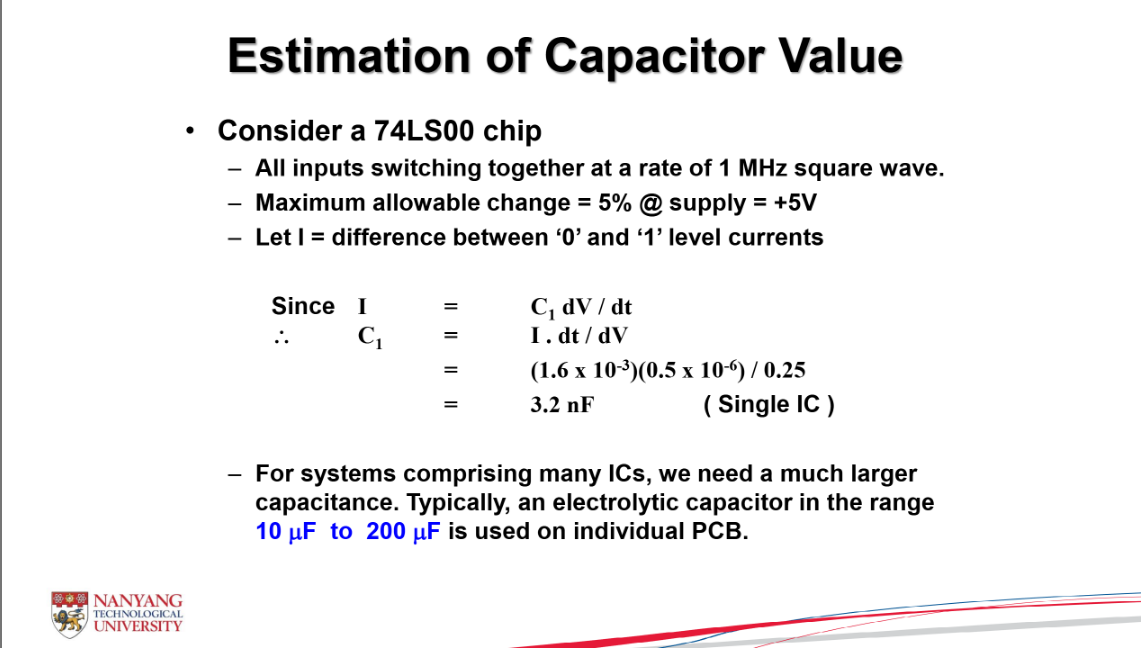 Estimation of Capacitor Value
• Consider a 74LS00 chip
– All inputs switching together at a rate of 1 MHz square wave.
– Maximum allowable change = 5% @ supply = +5V
– Let I = difference between ‘0’ and ‘1’ level currents
Since I = C₁ dV / dt
∴ C₁ = I . dt / dV
= (1.6 x 10⁻³)(0.5 x 10⁻⁶) / 0.25
= 3.2 nF ( Single IC )
– For systems comprising many ICs, we need a much larger
capacitance. Typically, an electrolytic capacitor in the range
10 μF to 200 μF is used on individual PCB.
NANYANG
TECHNOLOGICAL
UNIVERSITY